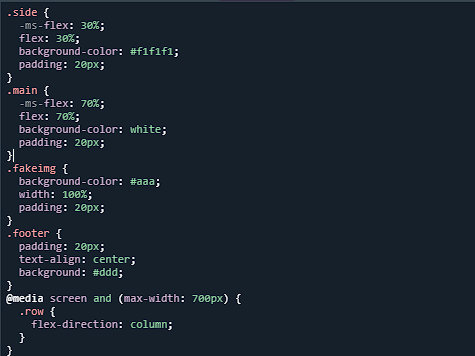 .side {
  -ms-flex: 30%;
  flex: 30%;
  background-color: #f1f1f1;
  padding: 20px;
}
.main {
  -ms-flex: 70%;
  flex: 70%;
  background-color: white;
  padding: 20px;
}
.fakeimg {
  background-color: #aaa;
  width: 100%;
  padding: 20px;
}
.footer {
  padding: 20px;
  text-align: center;
  background: #ddd;
}
@media screen and (max-width: 700px) {
  .row {
    flex-direction: column;
  }
}